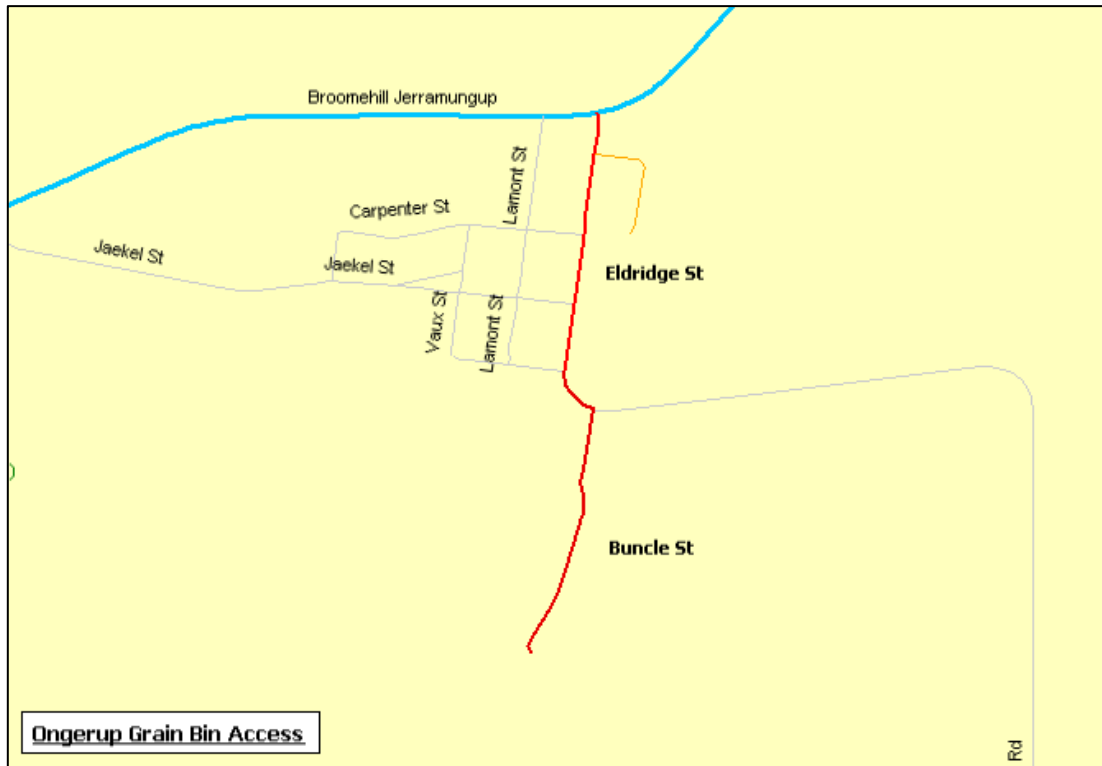 Broomehill Jerramungup
Lamont St
Carpenter St
Jaekel St
Jaekel St
Eldridge St
Vaux St
Lamont St
Buncle St
Ongerup Grain Bin Access
Rd